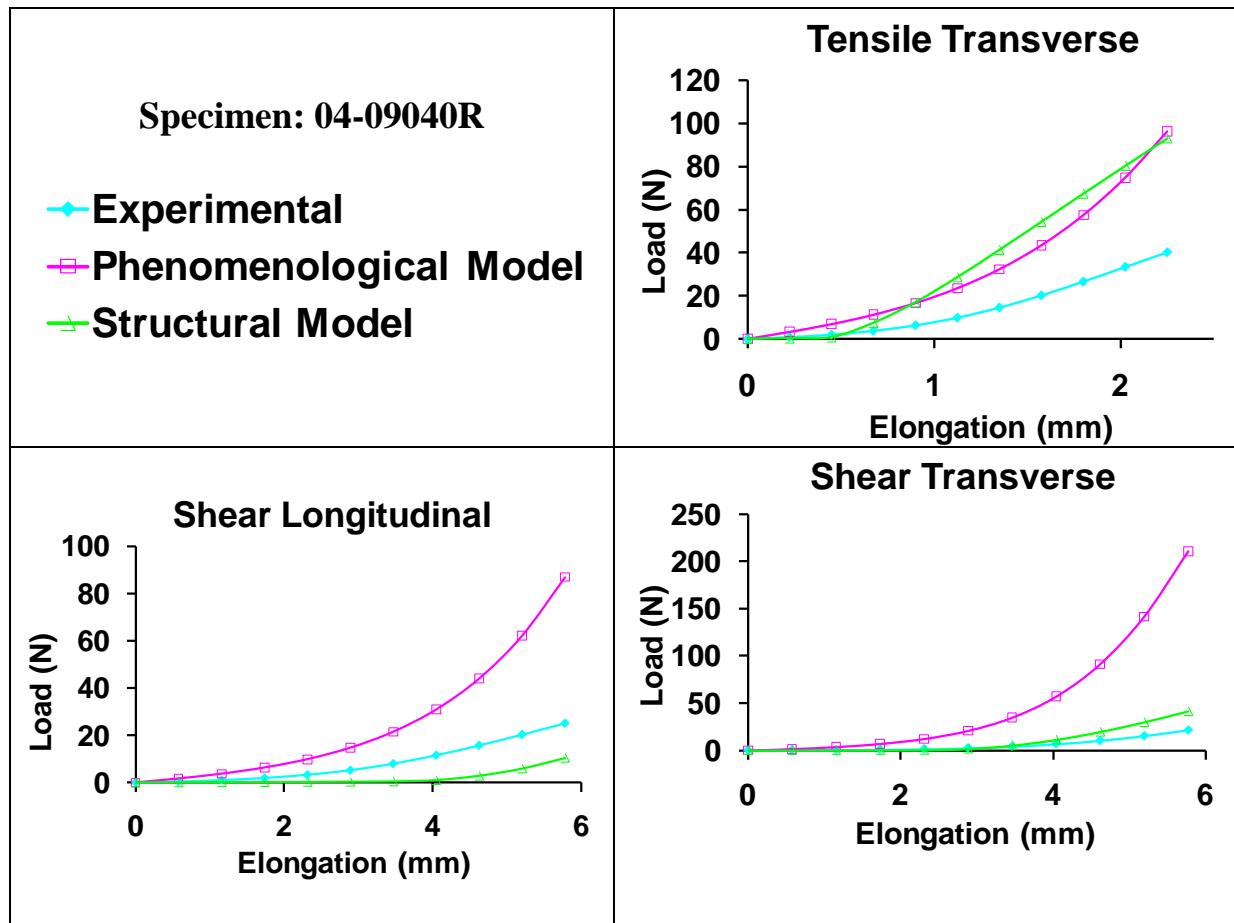 Specimen: 04-09040R
Experimental
Phenomenological Model
Structural Model
Tensile Transverse
120
100
80
60
40
20
0
Load (N)
0 1 2
Elongation (mm)
Shear Longitudinal
100
80
60
40
20
0
Load (N)
0 2 4 6
Elongation (mm)
Shear Transverse
250
200
150
100
50
0
Load (N)
0 2 4 6
Elongation (mm)